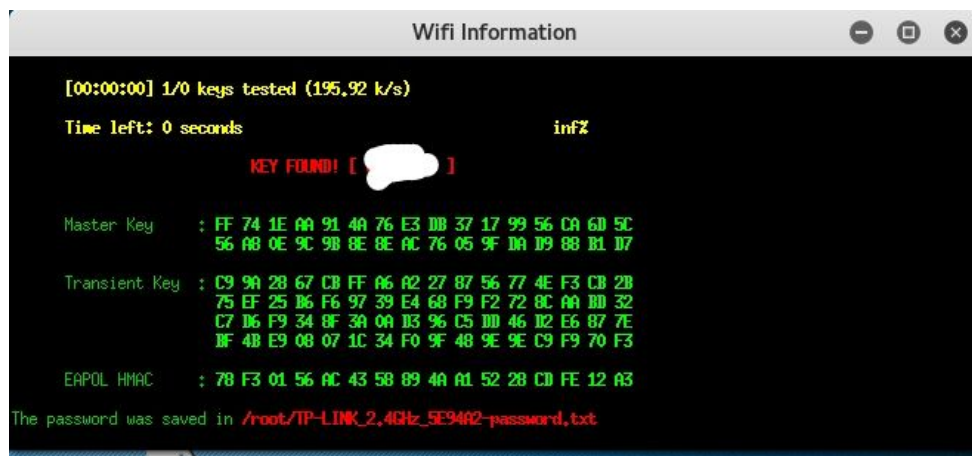 Wifi Information
[00:00:00] 1/0 keys tested (195.92 k/s)
Time left: 0 seconds inf%
KEY FOUND! [ ]
Master Key : FF 74 1E AA 91 4A 76 E3 DB 37 17 99 56 CA 6D 5C
56 A8 0E 9C 9B 8E 8E AC 76 05 9F DA D9 88 B1 D7
Transient Key : C9 9A 28 67 CB FF A6 A2 27 87 56 77 4E F3 CB 2B
75 EF 25 B6 F6 97 39 E4 68 F9 F2 72 8C AA BD 32
C7 D6 F9 34 8F 3A 0A D3 96 C5 DD 46 D2 E6 87 7E
BF 4B E9 08 07 1C 34 F0 9F 48 9E 9E C9 F9 70 F3
EAPOL HMAC : 78 F3 01 56 AC 43 58 89 4A A1 52 28 CD FE 12 A3
The password was saved in /root/TP-LINK_2.4GHz_5E94A2-password.txt